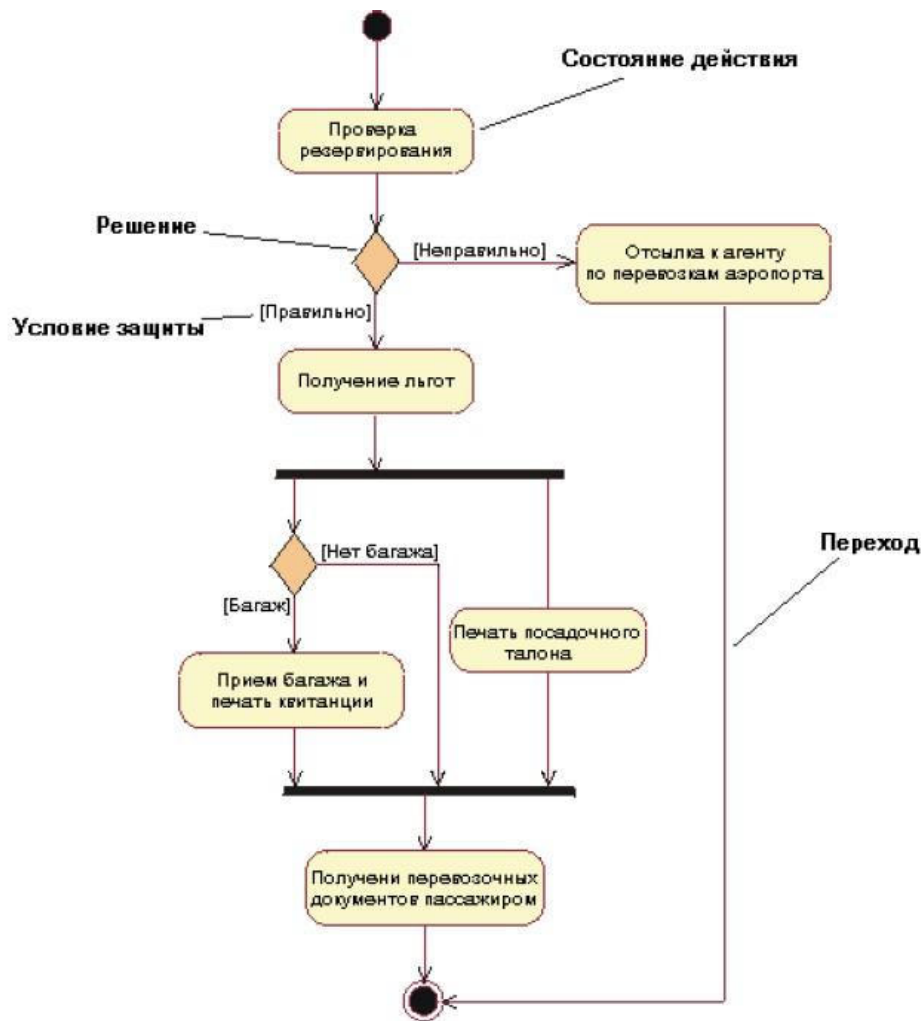 Состояние действия
Проверка
резервирования
Решение
[Неправильно]
Отсылка к агенту
по перевозкам аэропорта
Условие защиты
[Правильно]
Получение льгот
[Нет багажа]
Переход
[Багаж]
Печать посадочного
талона
Прием багажа и
печать квитанции
Получени перевозочных
документов пассажиром